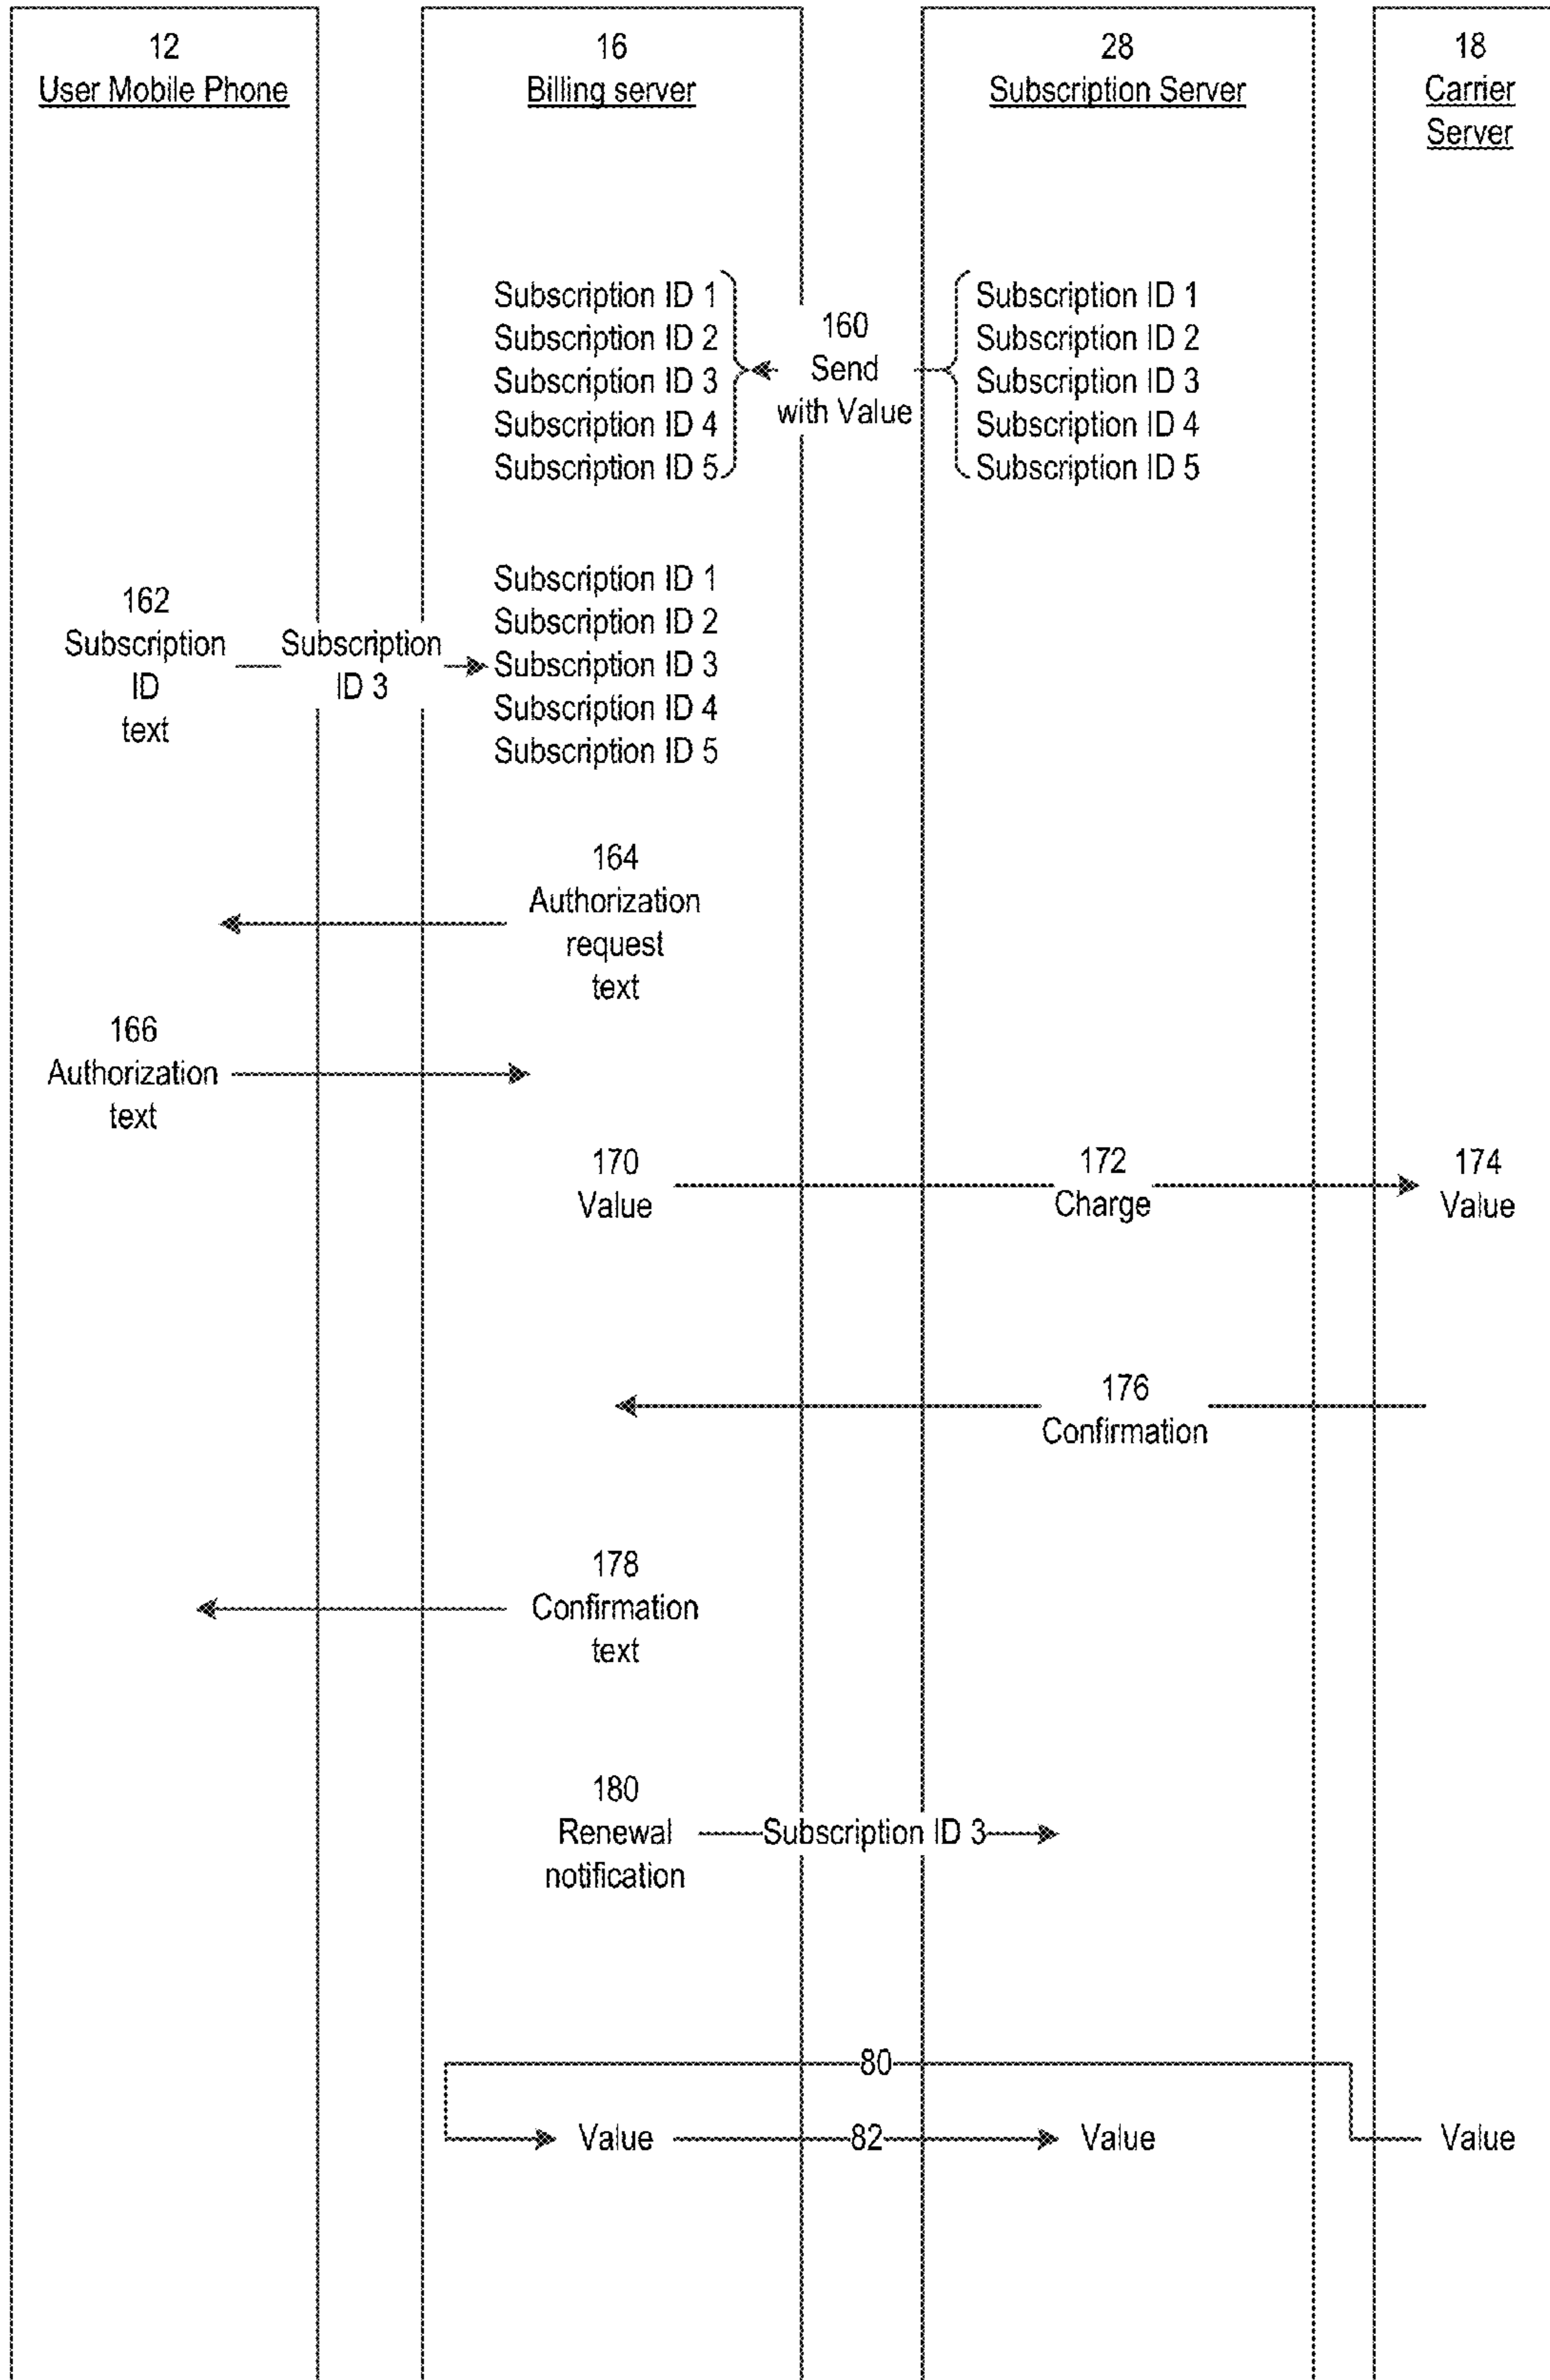 12
User Mobile Phone
16
Billing server
28
Subscription Server
18
Carrier
Server
Subscription ID 1
Subscription ID 2
Subscription ID 3
Subscription ID 4
Subscription ID 5
160
Send
with Value
Subscription ID 1
Subscription ID 2
Subscription ID 3
Subscription ID 4
Subscription ID 5
162
Subscription
ID
text
Subscription
ID 3
Subscription ID 1
Subscription ID 2
Subscription ID 3
Subscription ID 4
Subscription ID 5
164
Authorization
request
text
166
Authorization
text
170
Value
172
Charge
174
Value
176
Confirmation
178
Confirmation
text
180
Renewal
notification
Subscription ID 3
80
Value
82
Value
Value